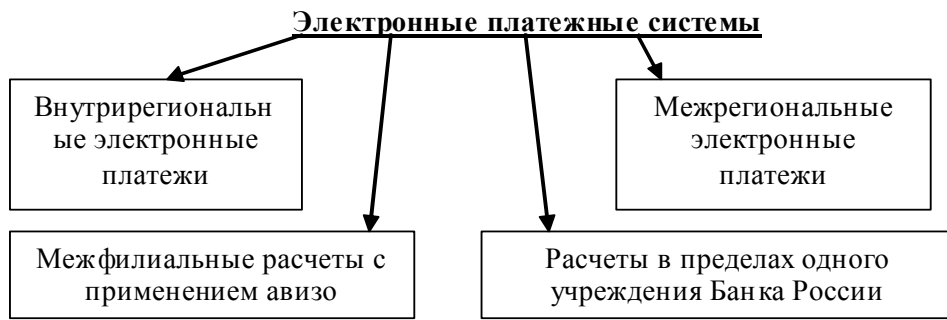 Электронные платежные системы
Внутрирегиональн
ые электронные
платежи
Межрегиональные
электронные
платежи
Межфилиальные расчеты с
применением авизо
Расчеты в пределах одного
учреждения Банка России